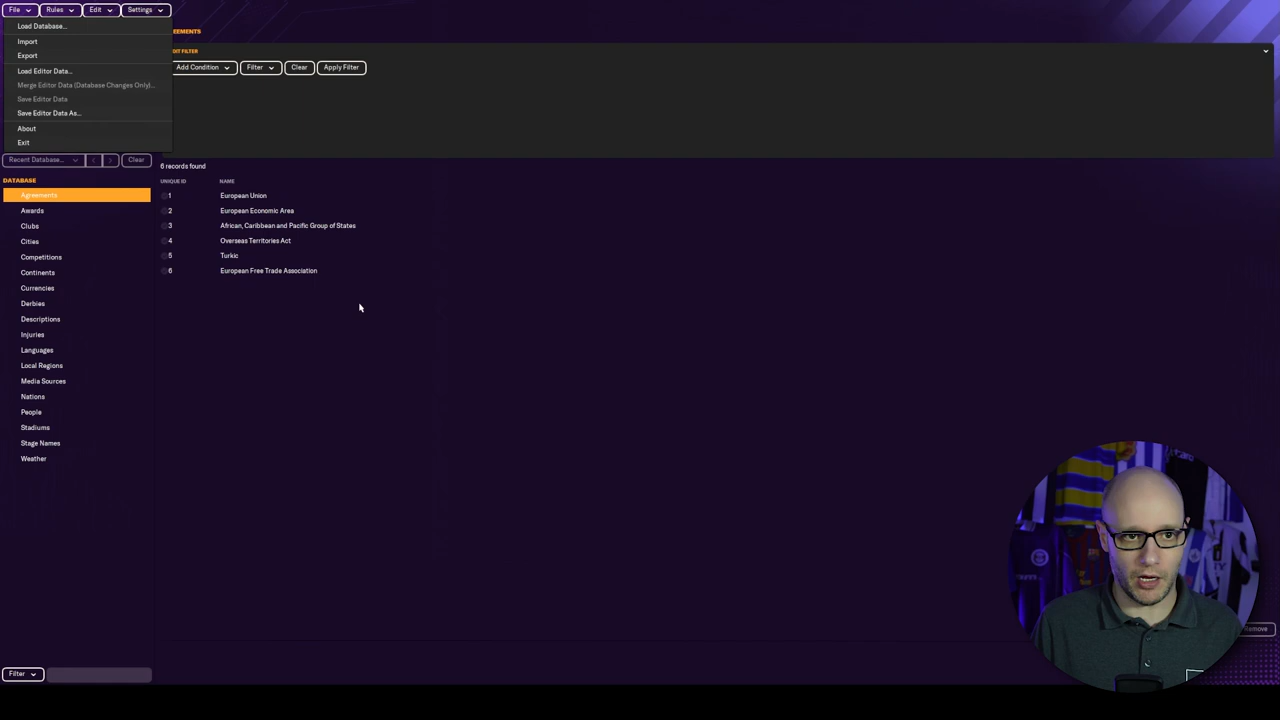 File
Rules
Edit
Settings
Load Database...
Import
Export
Load Editor Data...
Merge Editor Data (Database Changes Only)...
Save Editor Data
Save Editor Data As...
About
Exit
EEMENTS
DIT FILTER
Add Condition
Filter
Clear
Apply Filter
Recent Database...
<
>
Clear
6 records found
DATABASE
UNIQUE ID
NAME
Agreements
Awards
Clubs
Cities
Competitions
Continents
Currencies
Derbies
Descriptions
Injuries
Languages
Local Regions
Media Sources
Nations
People
Stadiums
Stage Names
Weather
1 European Union
2 European Economic Area
3 African, Caribbean and Pacific Group of States
4 Overseas Territories Act
5 Turkic
6 European Free Trade Association
Remove
Filter